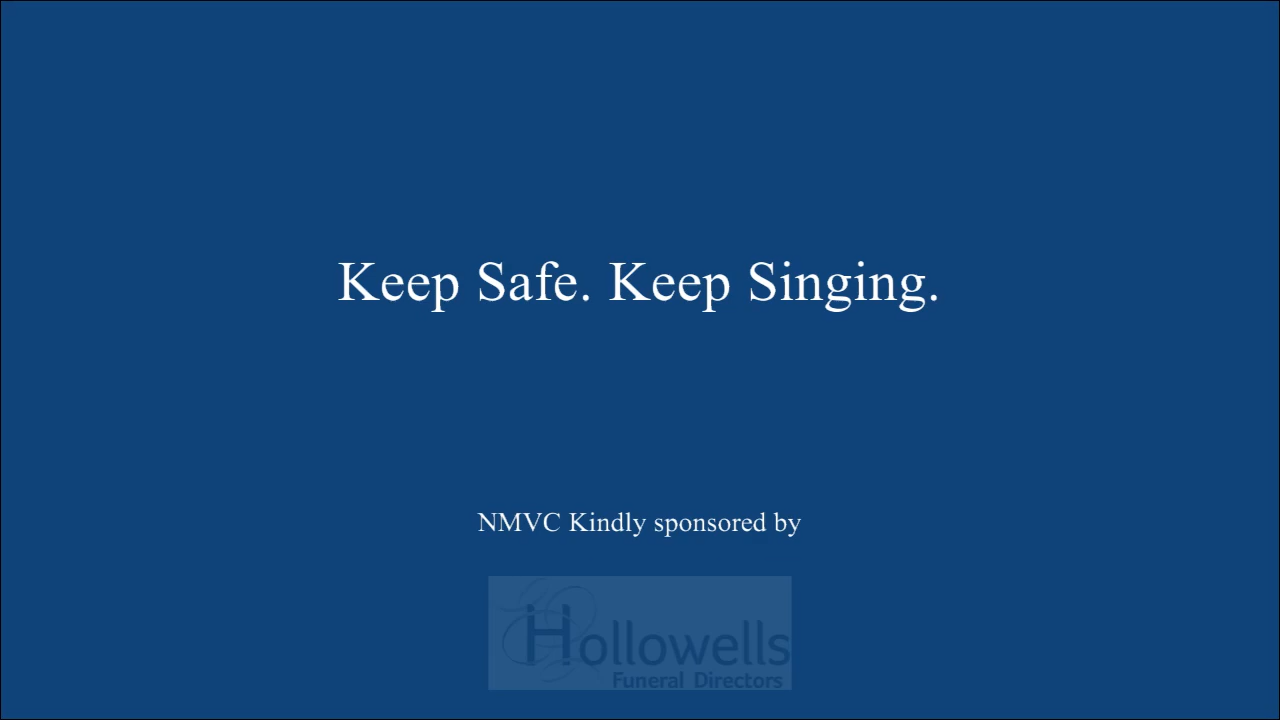 Keep Safe. Keep Singing.
NMVC Kindly sponsored by
Hollowells
Funeral Directors